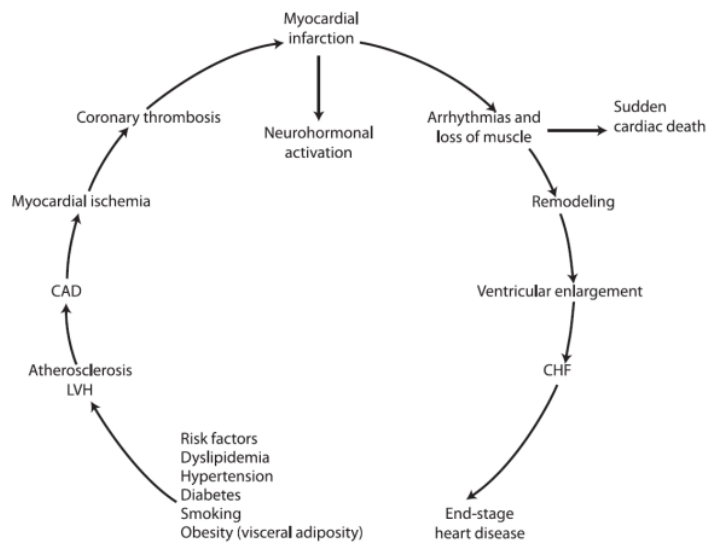 Myocardial
infarction
Coronary thrombosis
Neurohormonal
activation
Arrhythmias and
loss of muscle
Sudden
cardiac death
Myocardial ischemia
Remodeling
CAD
Ventricular enlargement
Atherosclerosis
LVH
CHF
Risk factors
Dyslipidemia
Hypertension
Diabetes
Smoking
Obesity (visceral adiposity)
End-stage
heart disease